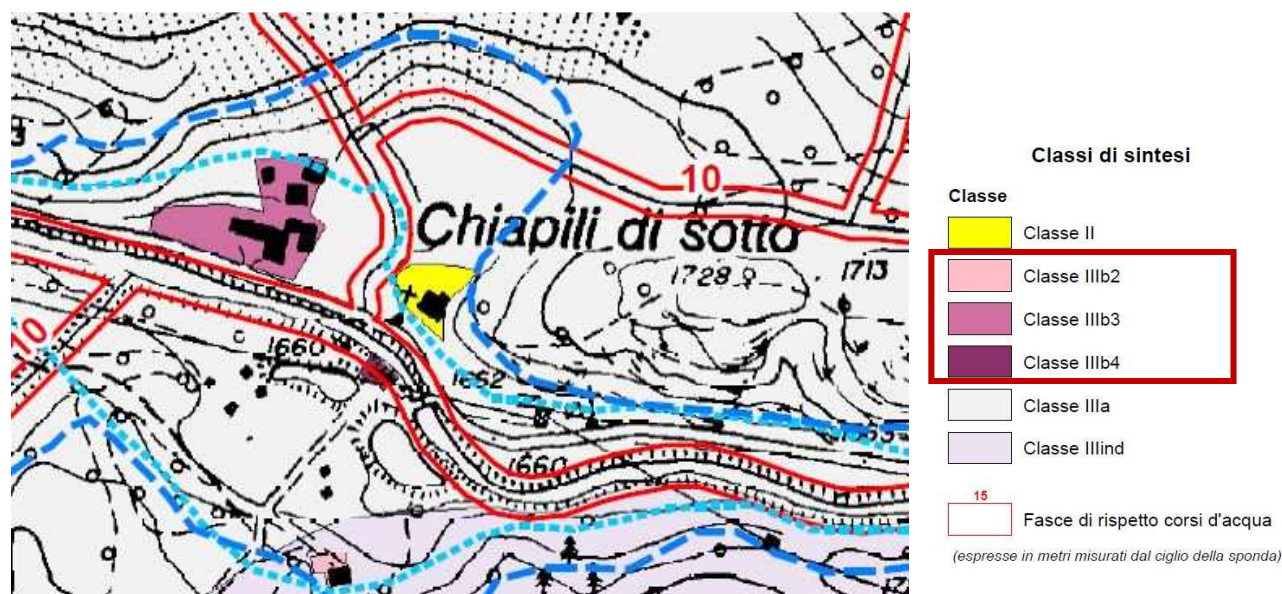 10
Chiapili di sotto
1728
1713
10
1660
1652
1660
Classi di sintesi
Classe
Classe II
Classe IIIb2
Classe IIIb3
Classe IIIb4
Classe IIIa
Classe IIIind
15
Fasce di rispetto corsi d'acqua
(espresse in metri misurati dal ciglio della sponda)